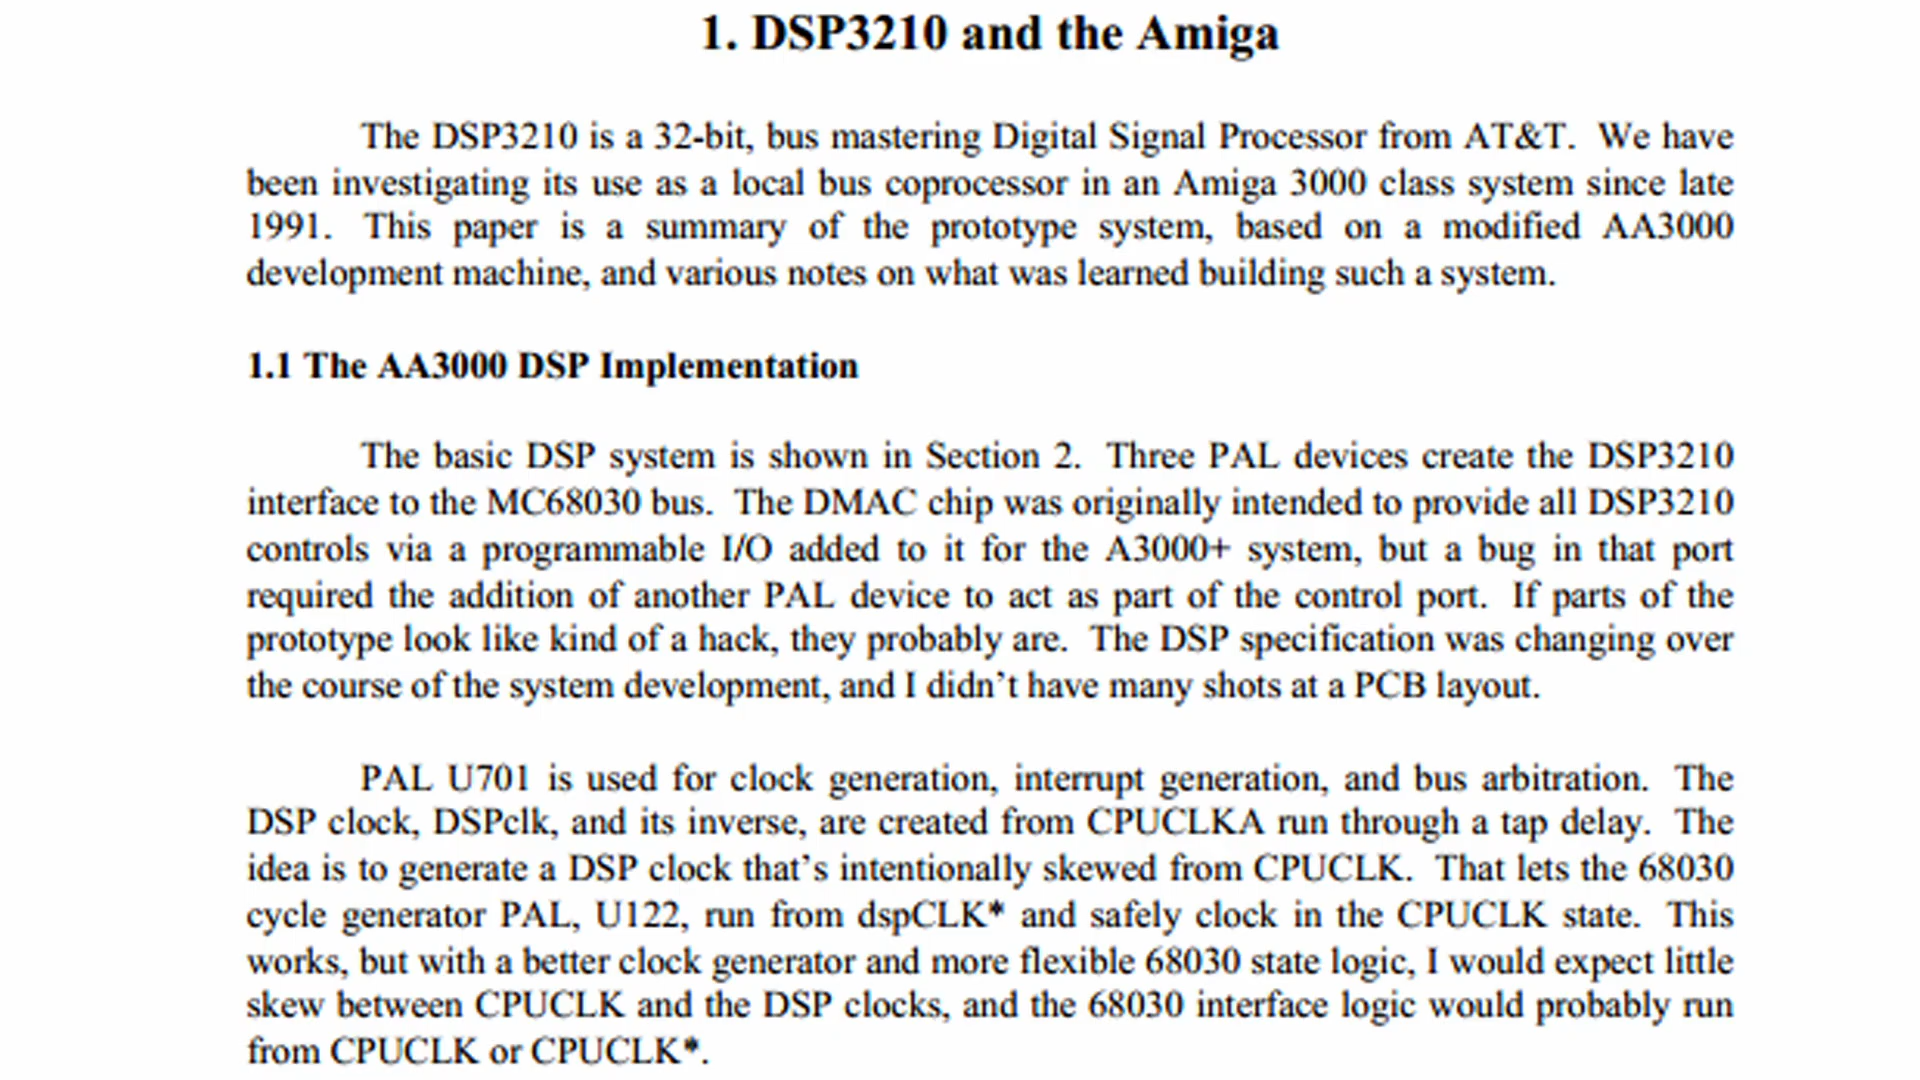 1. DSP3210 and the Amiga
The DSP3210 is a 32-bit, bus mastering Digital Signal Processor from AT&T. We have
been investigating its use as a local bus coprocessor in an Amiga 3000 class system since late
1991. This paper is a summary of the prototype system, based on a modified AA3000
development machine, and various notes on what was learned building such a system.
1.1 The AA3000 DSP Implementation
The basic DSP system is shown in Section 2. Three PAL devices create the DSP3210
interface to the MC68030 bus. The DMAC chip was originally intended to provide all DSP3210
controls via a programmable I/O added to it for the A3000+ system, but a bug in that port
required the addition of another PAL device to act as part of the control port. If parts of the
prototype look like kind of a hack, they probably are. The DSP specification was changing over
the course of the system development, and I didn’t have many shots at a PCB layout.
PAL U701 is used for clock generation, interrupt generation, and bus arbitration. The
DSP clock, DSPclk, and its inverse, are created from CPUCLKA run through a tap delay. The
idea is to generate a DSP clock that’s intentionally skewed from CPUCLK. That lets the 68030
cycle generator PAL, U122, run from dspCLK* and safely clock in the CPUCLK state. This
works, but with a better clock generator and more flexible 68030 state logic, I would expect little
skew between CPUCLK and the DSP clocks, and the 68030 interface logic would probably run
from CPUCLK or CPUCLK*.